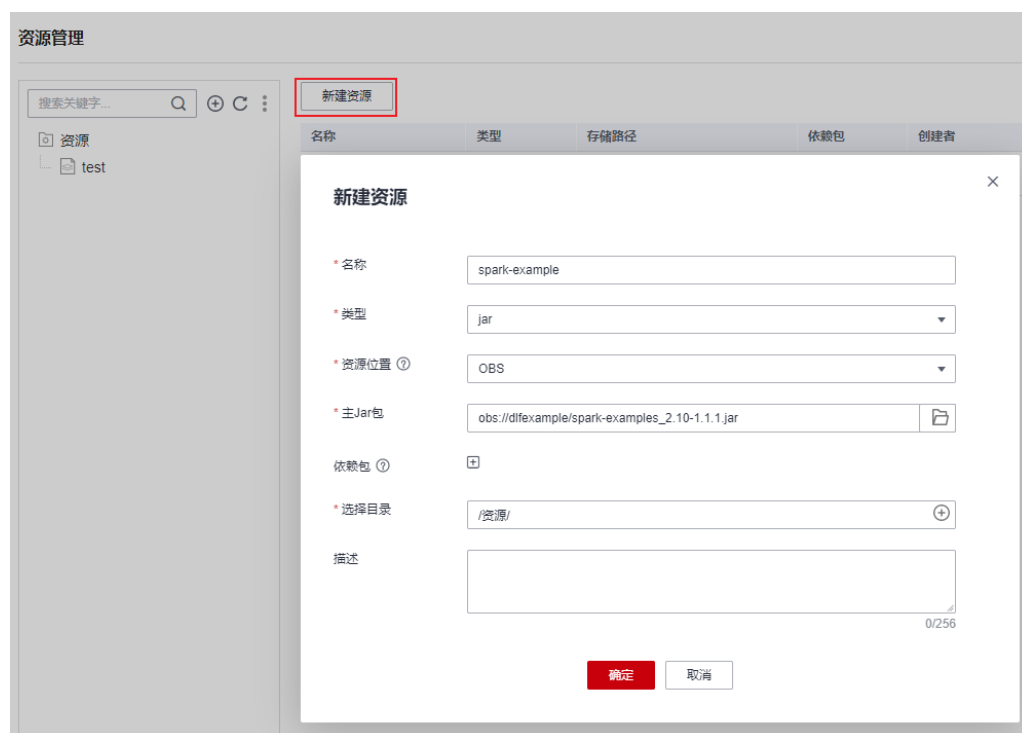 资源管理
搜索关键字...
新建资源
资源
test
名称 类型 存储路径 依赖包 创建者
新建资源
* 名称 spark-example
* 类型 jar
* 资源位置 ? OBS
* 主Jar包 obs://dlfexample/spark-examples_2.10-1.1.1.jar
依赖包 ?
* 选择目录 /资源/
描述
0/256
确定 取消